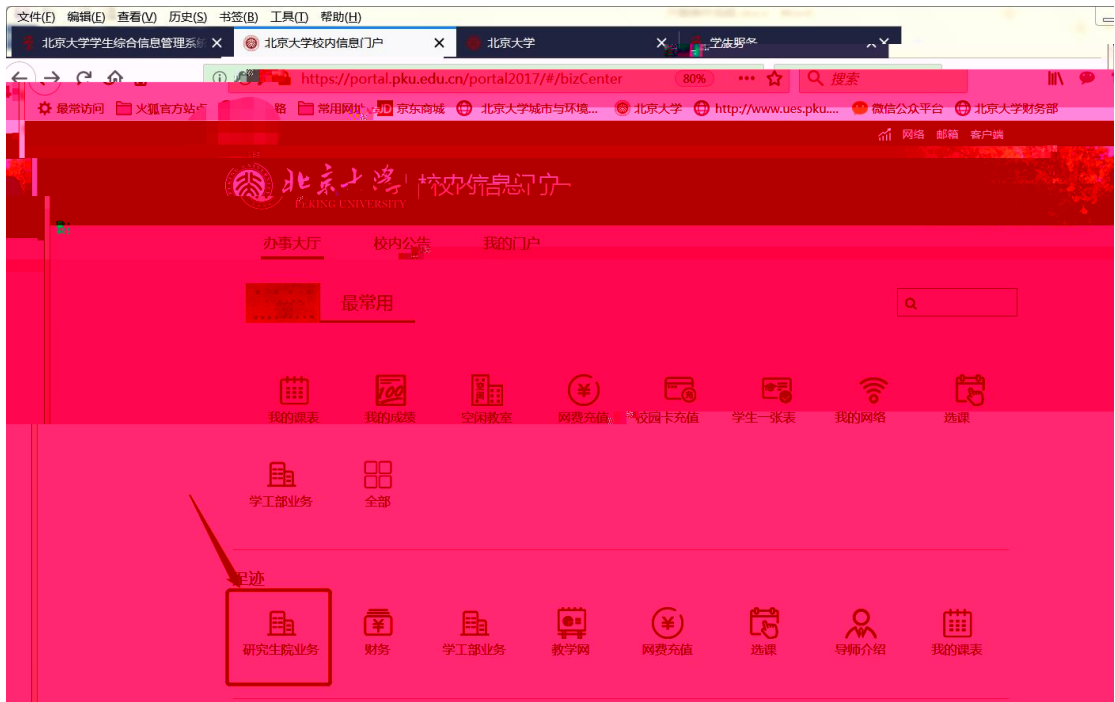 文件(F) 编辑(E) 查看(V) 历史(S) 书签(B) 工具(T) 帮助(H)
北京大学学生综合信息管理系统 北京大学校内信息门户 北京大学
https://portal.pku.edu.cn/portal2017/#/bizCenter 80% 搜索
最常访问 火狐官方站点 常用网址 JD 京东商城 北京大学城市与环境... 北京大学 http://www.ues.pku.... 微信公众平台 北京大学财务部
网络 邮箱 客户端
北京大学 校内信息门户
PEKING UNIVERSITY
办事大厅 校内公告 我的门户
最常用
我的课表 我的成绩 空闲教室 网费充值 校园卡充值 学生一张表 我的网络 选课
学工部业务 全部
足迹
研究生院业务 财务 学工部业务 教学网 网费充值 选课 导师介绍 我的课表